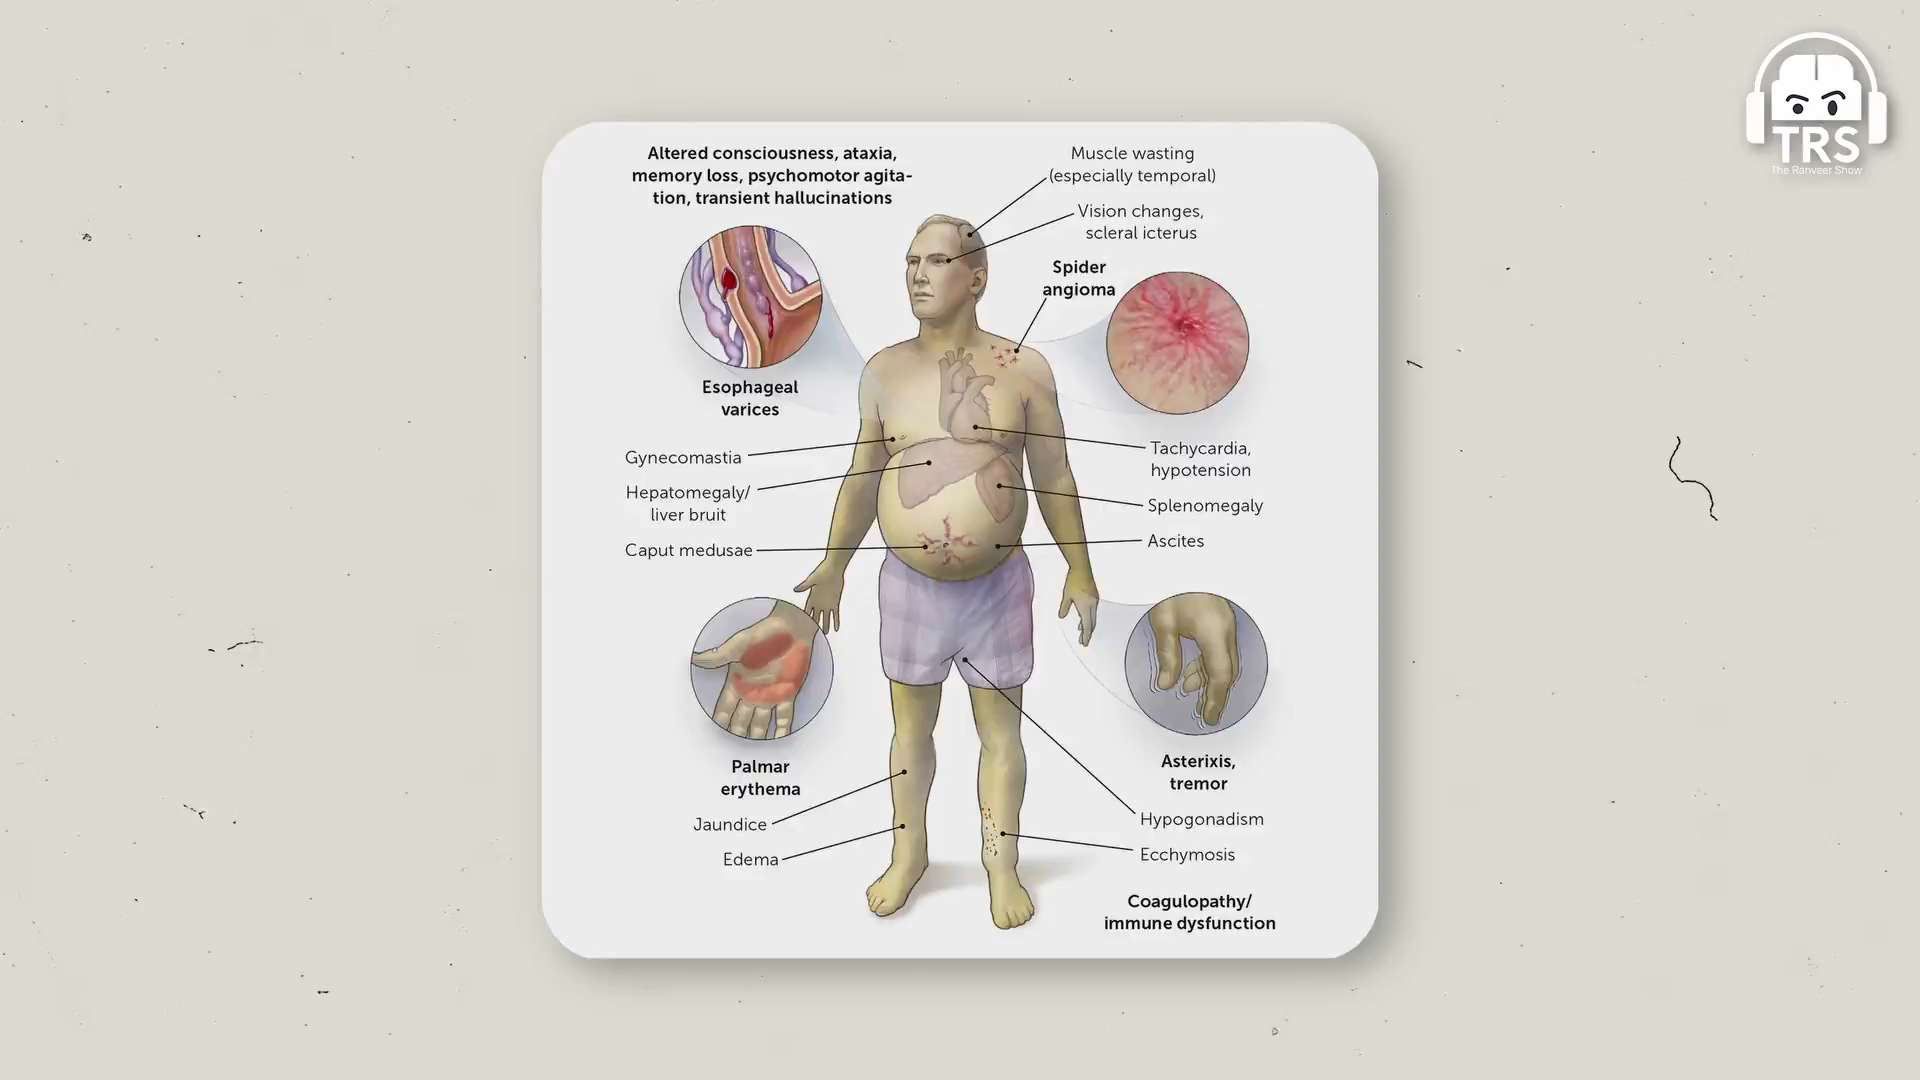 TRS
The Ranveer Show
Altered consciousness, ataxia,
memory loss, psychomotor agita-
tion, transient hallucinations
Muscle wasting
(especially temporal)
Vision changes,
scleral icterus
Spider
angioma
Esophageal
varices
Gynecomastia
Hepatomegaly/
liver bruit
Caput medusae
Tachycardia,
hypotension
Splenomegaly
Ascites
Palmar
erythema
Jaundice
Edema
Asterixis,
tremor
Hypogonadism
Ecchymosis
Coagulopathy/
immune dysfunction